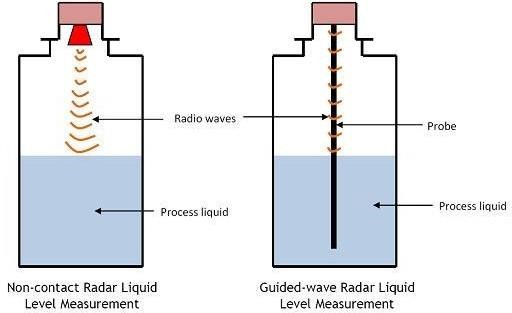 Radio waves
Probe
Process liquid
Process liquid
Non-contact Radar Liquid
Level Measurement
Guided-wave Radar Liquid
Level Measurement